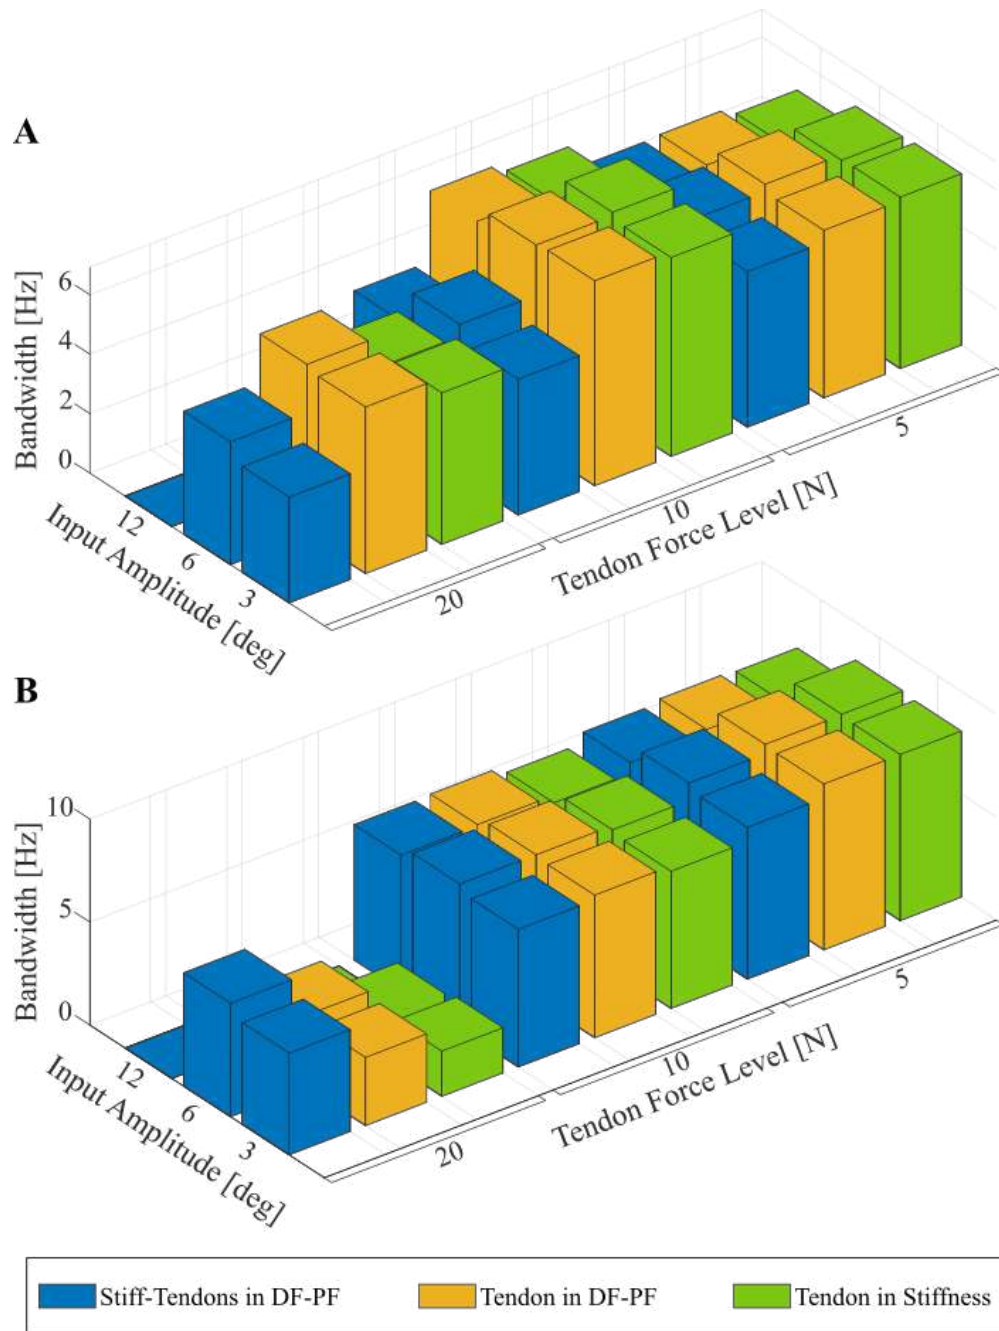 A
6
4
2
0
Bandwidth [Hz]
12
6
3
Input Amplitude [deg]
20
10
5
Tendon Force Level [N]
B
10
5
0
Bandwidth [Hz]
12
6
3
Input Amplitude [deg]
20
10
5
Tendon Force Level [N]
Stiff-Tendons in DF-PF
Tendon in DF-PF
Tendon in Stiffness